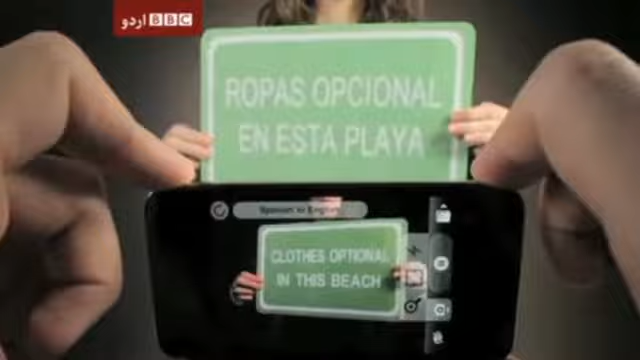 BBC اردو
ROPAS OPCIONAL
EN ESTA PLAYA
Spanish to English
CLOTHES OPTIONAL
IN THIS BEACH